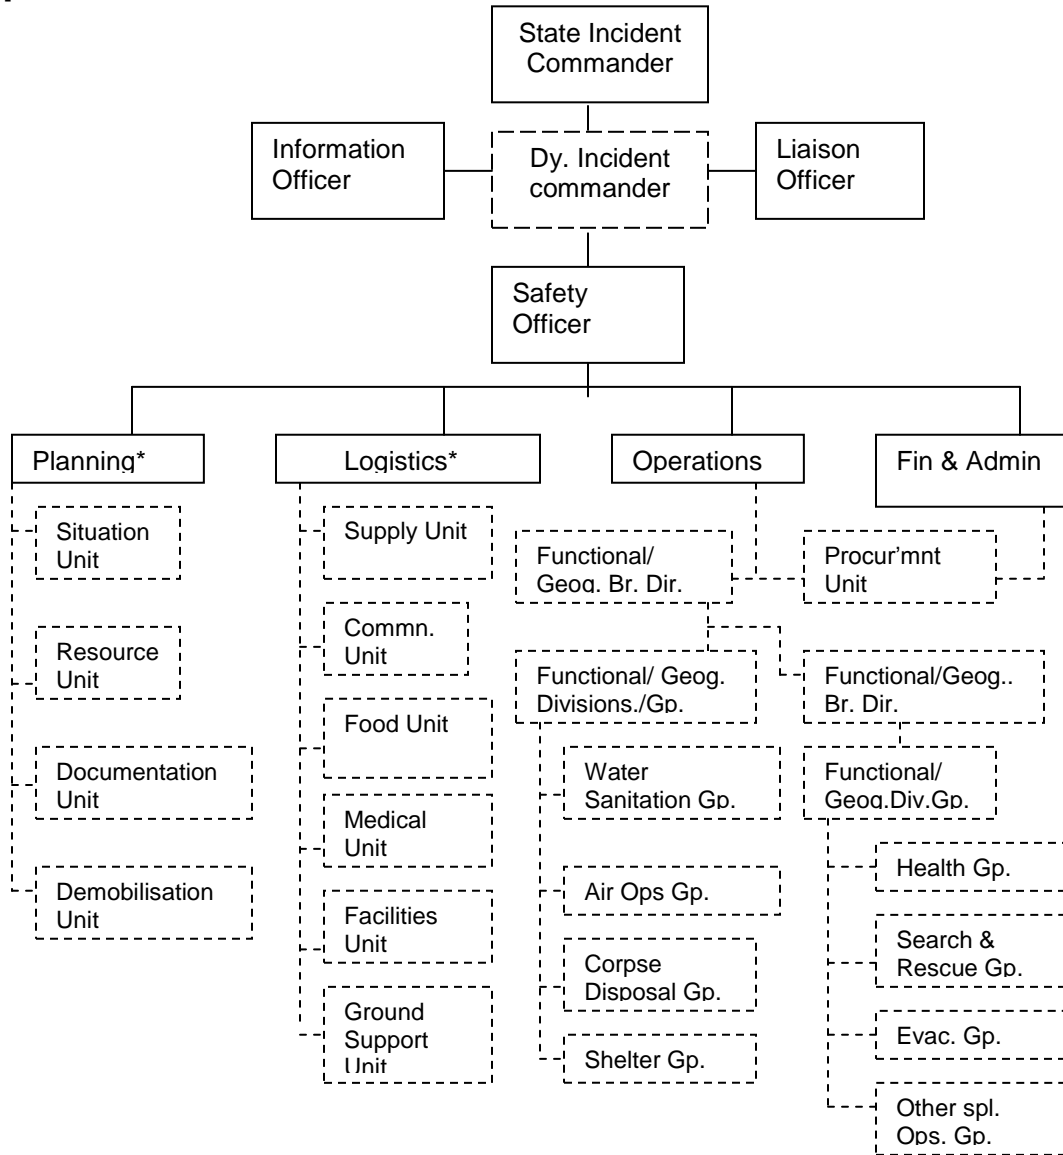 State Incident
Commander
Information
Officer
Dy. Incident
commander
Liaison
Officer
Safety
Officer
Planning*
Logistics*
Operations
Fin & Admin
Situation
Unit
Resource
Unit
Documentation
Unit
Demobilisation
Unit
Supply Unit
Commn.
Unit
Food Unit
Medical
Unit
Facilities
Unit
Ground
Support
Unit
Functional/
Geog. Br. Dir.
Functional/ Geog.
Divisions./Gp.
Water
Sanitation Gp.
Air Ops Gp.
Corpse
Disposal Gp.
Shelter Gp.
Procur'mnt
Unit
Functional/Geog..
Br. Dir.
Functional/
Geog.Div.Gp.
Health Gp.
Search &
Rescue Gp.
Evac. Gp.
Other spl.
Ops. Gp.